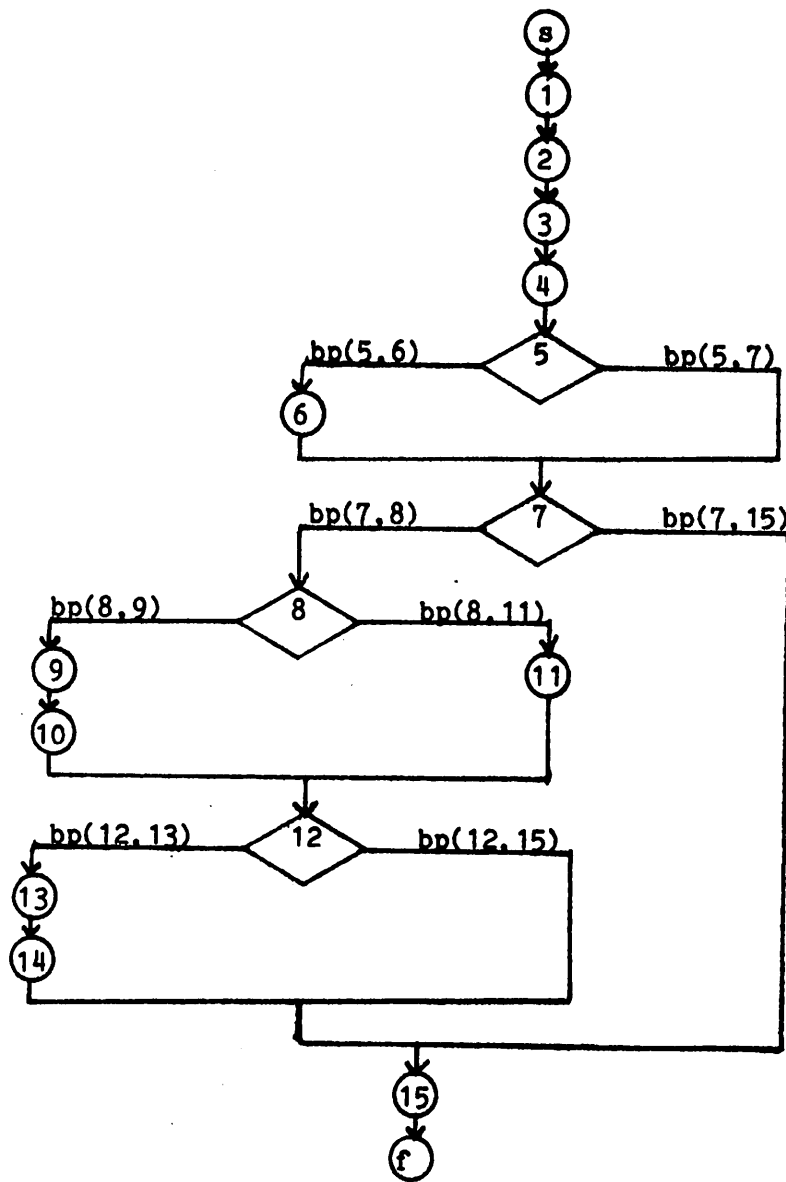 s
1
2
3
4
bp(5,6) 5 bp(5,7)
6
bp(7,8) 7 bp(7,15)
bp(8,9) 8 bp(8,11)
9 11
10
bp(12,13) 12 bp(12,15)
13
14
15
f